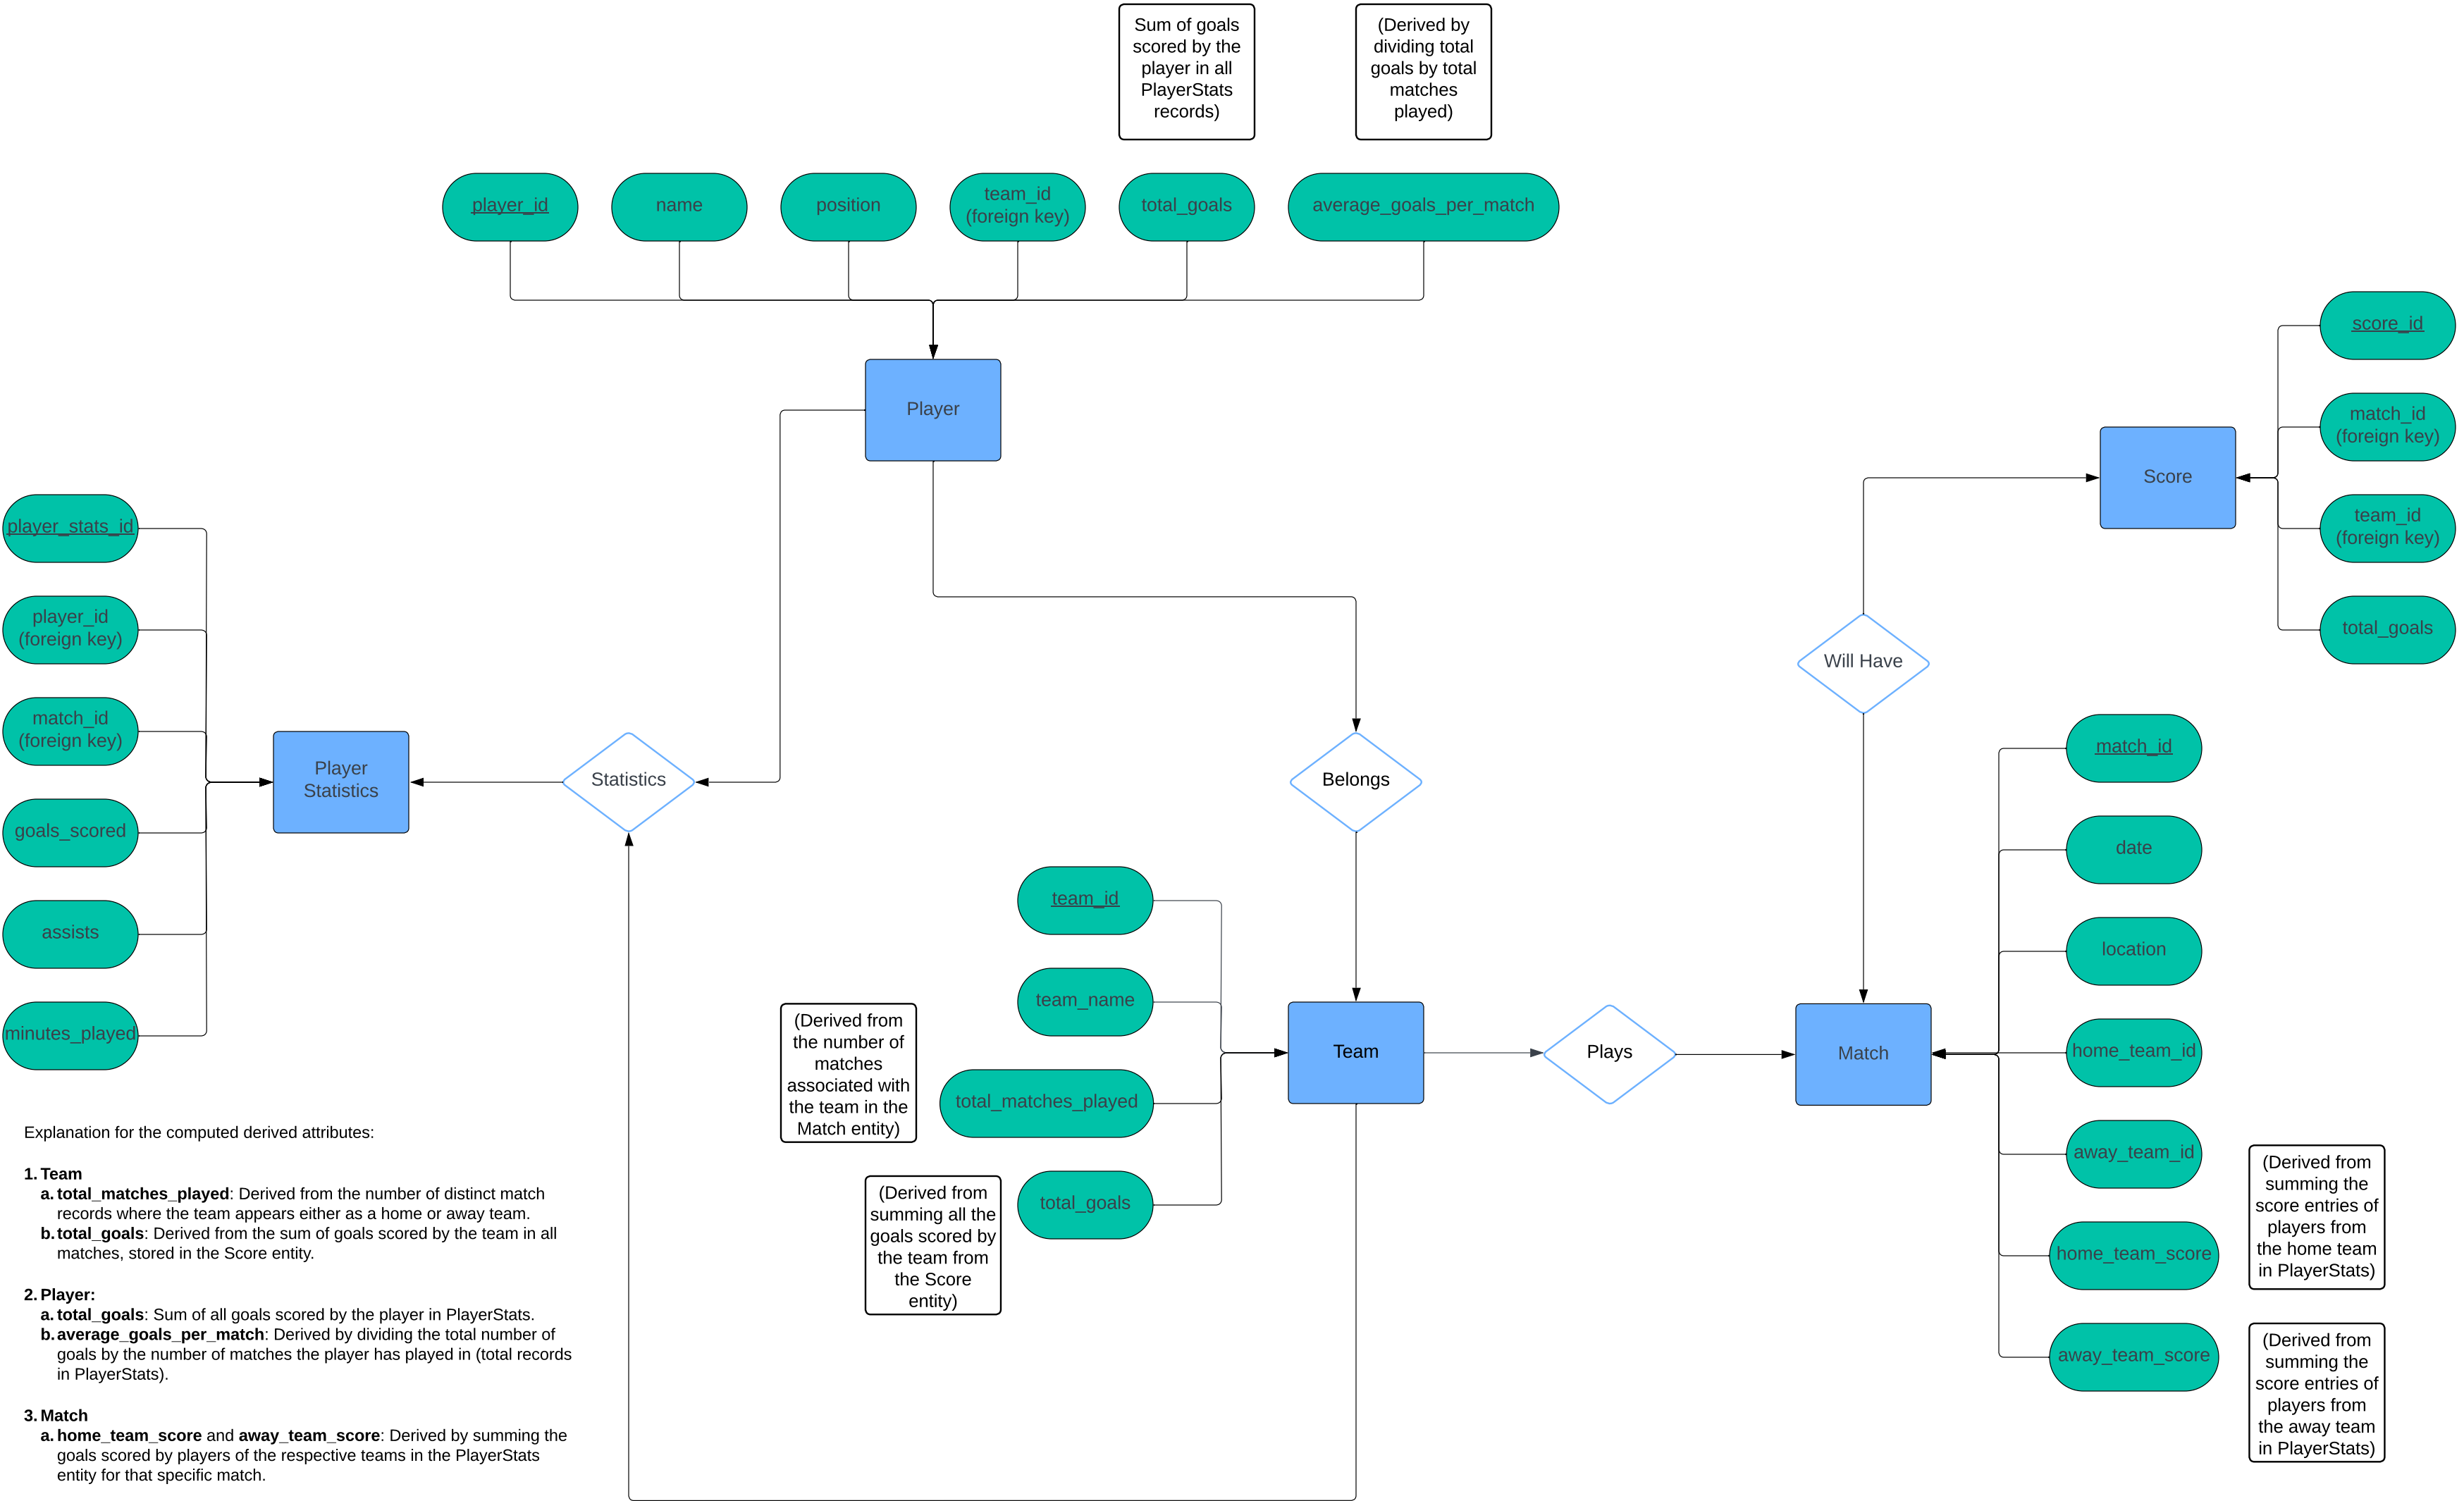 Sum of goals
scored by the
player in all
PlayerStats
records)
(Derived by
dividing total
goals by total
matches
played)
player_id
name
position
team_id
(foreign key)
total_goals
average_goals_per_match
Player
score_id
match_id
(foreign key)
team_id
(foreign key)
total_goals
Score
Will Have
player_stats_id
player_id
(foreign key)
match_id
(foreign key)
goals_scored
assists
minutes_played
Player
Statistics
Statistics
Belongs
team_id
team_name
total_matches_played
total_goals
(Derived from
the number of
matches
associated with
the team in the
Match entity)
(Derived from
summing all the
goals scored by
the team from
the Score
entity)
Team
Plays
Match
match_id
date
location
home_team_id
away_team_id
home_team_score
away_team_score
(Derived from
summing the
score entries of
players from
the home team
in PlayerStats)
(Derived from
summing the
score entries of
players from
the away team
in PlayerStats)
Explanation for the computed derived attributes:
1. Team
a. total_matches_played: Derived from the number of distinct match
records where the team appears either as a home or away team.
b. total_goals: Derived from the sum of goals scored by the team in all
matches, stored in the Score entity.
2. Player:
a. total_goals: Sum of all goals scored by the player in PlayerStats.
b. average_goals_per_match: Derived by dividing the total number of
goals by the number of matches the player has played in (total records
in PlayerStats).
3. Match
a. home_team_score and away_team_score: Derived by summing the
goals scored by players of the respective teams in the PlayerStats
entity for that specific match.